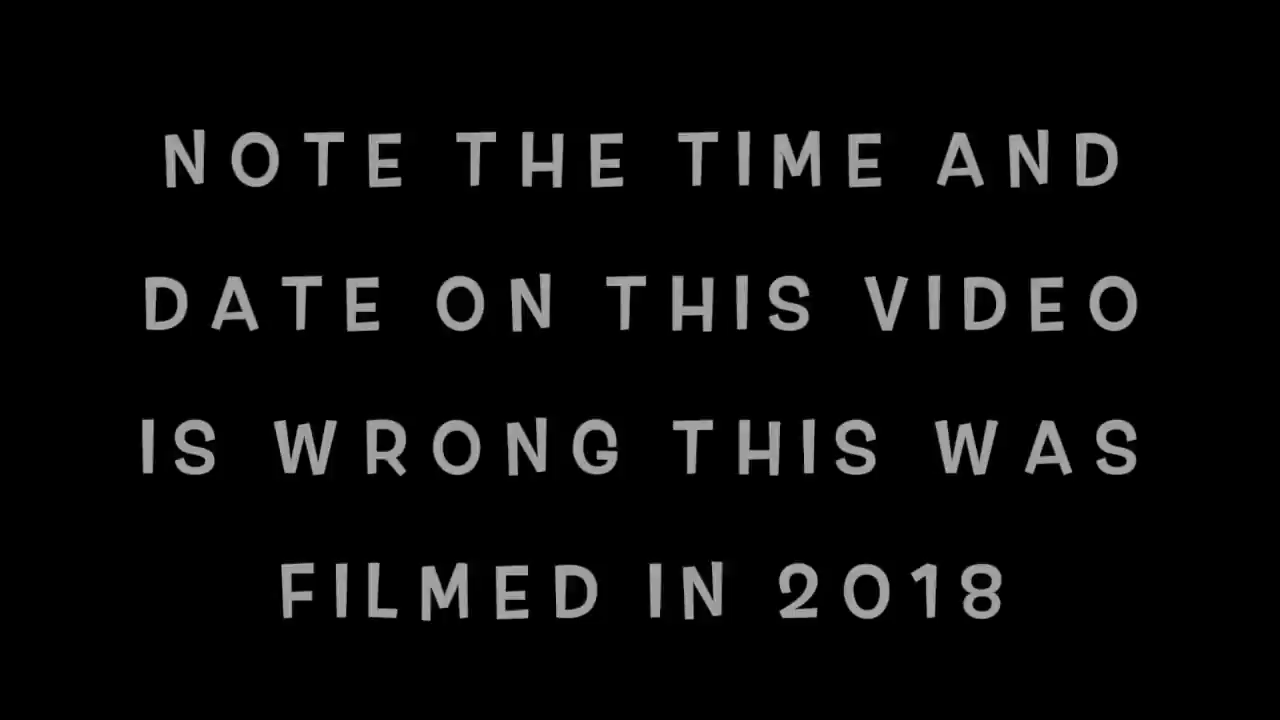 NOTE THE TIME AND
DATE ON THIS VIDEO
IS WRONG THIS WAS
FILMED IN 2018